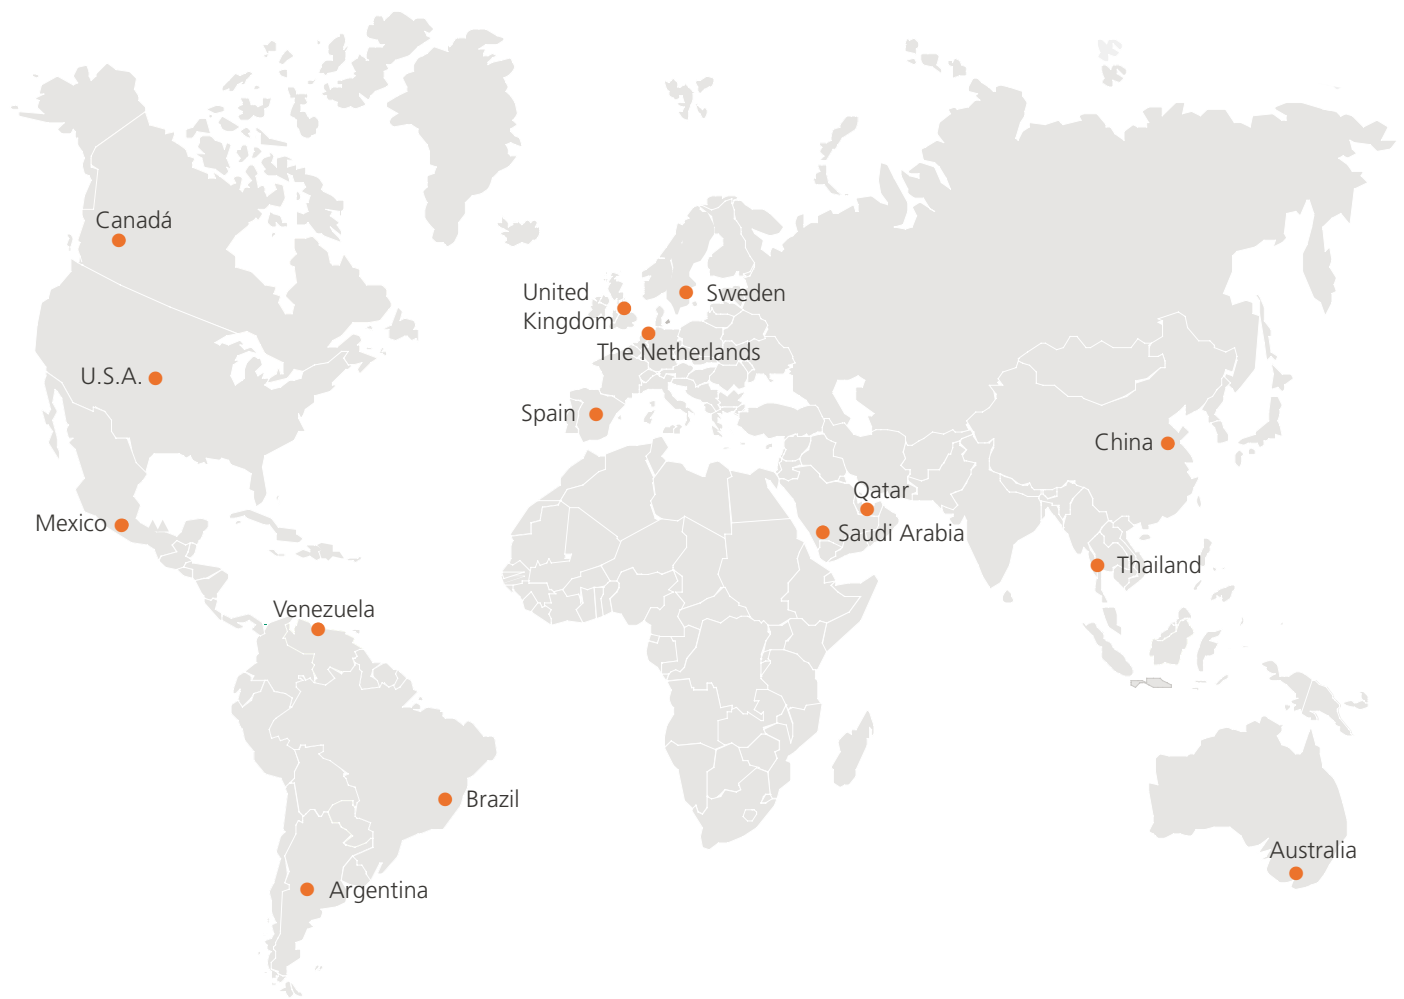 Canadá
United
Kingdom
Sweden
The Netherlands
U.S.A.
Spain
China
Qatar
Mexico
Saudi Arabia
Thailand
Venezuela
Brazil
Australia
Argentina